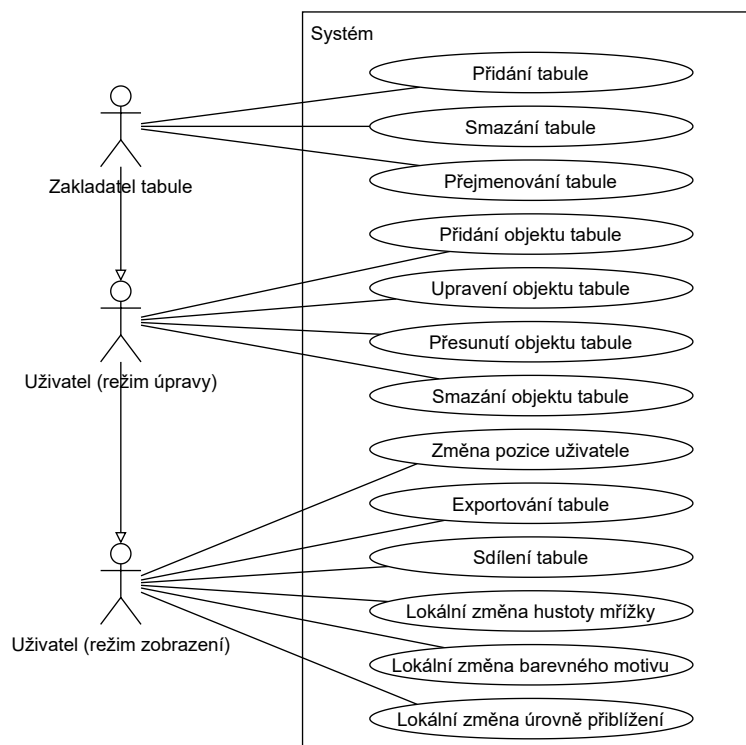 Systém
Přidání tabule
Smazání tabule
Přejmenování tabule
Zakladatel tabule
Přidání objektu tabule
Upravení objektu tabule
Přesunutí objektu tabule
Smazání objektu tabule
Uživatel (režim úpravy)
Změna pozice uživatele
Exportování tabule
Sdílení tabule
Lokální změna hustoty mřížky
Lokální změna barevného motivu
Lokální změna úrovně přiblížení
Uživatel (režim zobrazení)